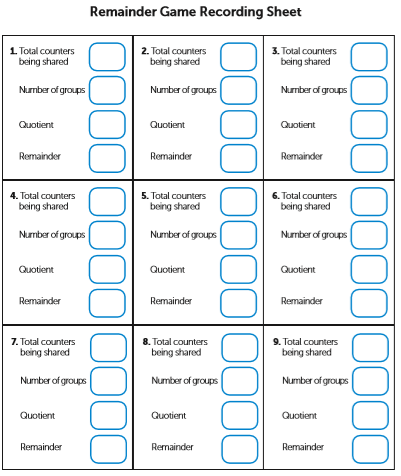 Remainder Game Recording Sheet
1. Total counters
being shared
Number of groups
Quotient
Remainder
2. Total counters
being shared
Number of groups
Quotient
Remainder
3. Total counters
being shared
Number of groups
Quotient
Remainder
4. Total counters
being shared
Number of groups
Quotient
Remainder
5. Total counters
being shared
Number of groups
Quotient
Remainder
6. Total counters
being shared
Number of groups
Quotient
Remainder
7. Total counters
being shared
Number of groups
Quotient
Remainder
8. Total counters
being shared
Number of groups
Quotient
Remainder
9. Total counters
being shared
Number of groups
Quotient
Remainder